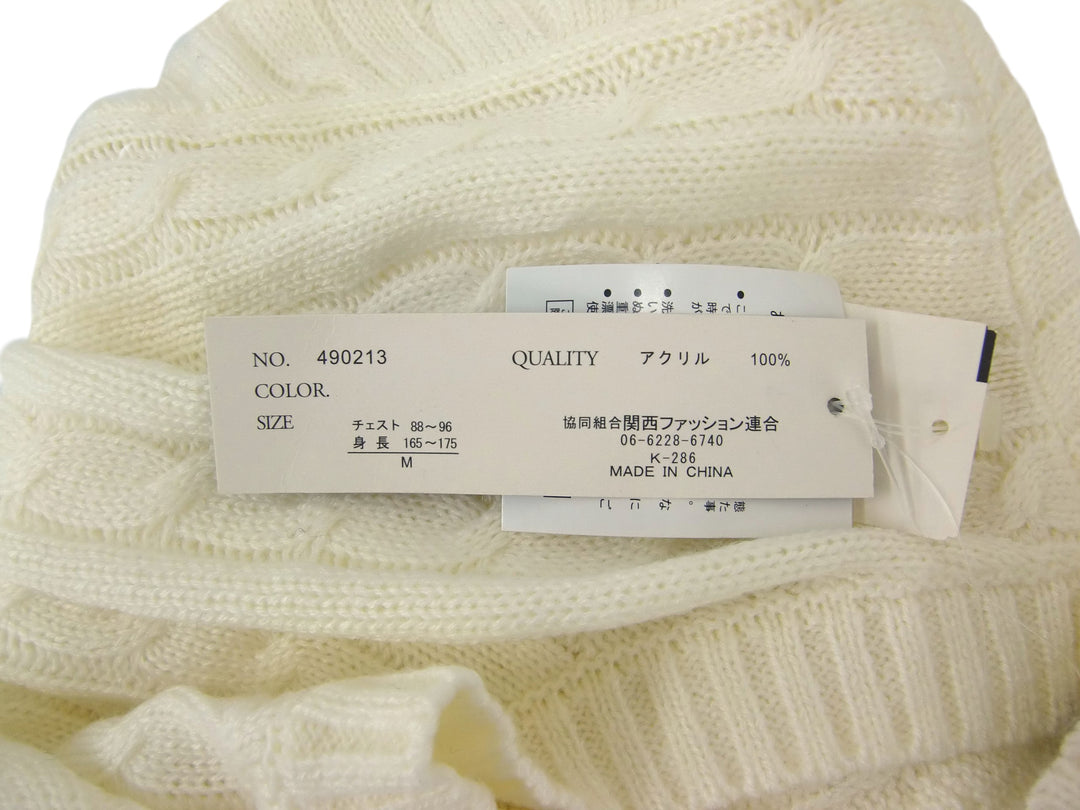 NO. 490213
QUALITY アクリル 100%
COLOR.
SIZE
チェスト 88～96
身長 165～175
M
協同組合関西ファッション連合
06-6228-6740
K-286
MADE IN CHINA